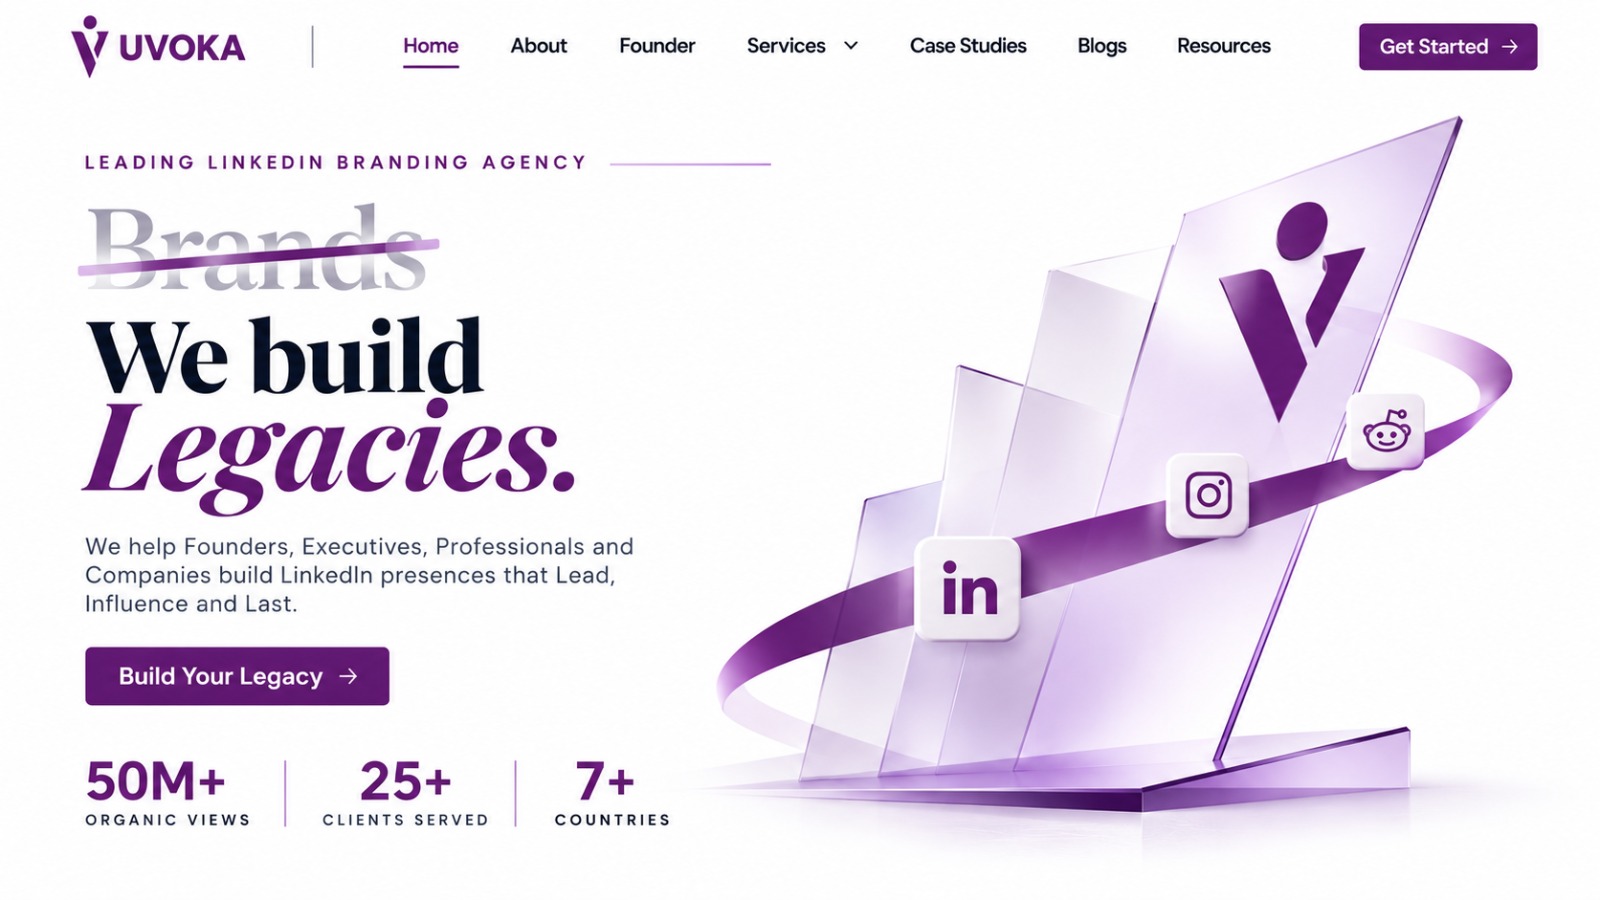 UVOKA
Home
About
Founder
Services
Case Studies
Blogs
Resources
Get Started →
LEADING LINKEDIN BRANDING AGENCY
Brands
We build
Legacies.
We help Founders, Executives, Professionals and
Companies build LinkedIn presences that Lead,
Influence and Last.
Build Your Legacy →
50M+
ORGANIC VIEWS
25+
CLIENTS SERVED
7+
COUNTRIES
in